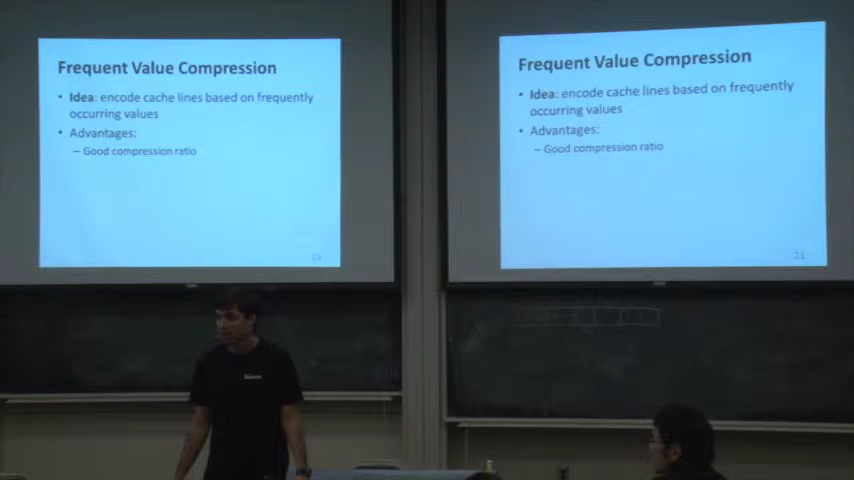 Frequent Value Compression
• Idea: encode cache lines based on frequently
occurring values
• Advantages:
– Good compression ratio
Frequent Value Compression
• Idea: encode cache lines based on frequently
occurring values
• Advantages:
– Good compression ratio
21